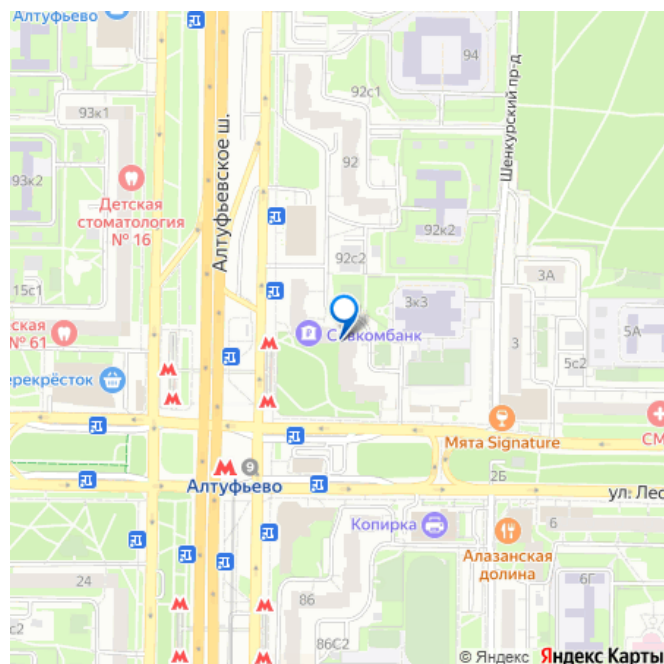 Алтуфьево
94
93к1
92с1
Шенкурский пр-д
Алтуфьевское ш.
92
93к2
Детская
стоматология
№ 16
92к2
92с2
3А
15с1
3к3
5А
3
№ 61
5с2
Мята Signature
СМ
9
Алтуфьево
2Б
ул. Лес
Копирка
6
Алазанская
долина
24
6Г
86
86С2
© Яндекс Яндекс Карты